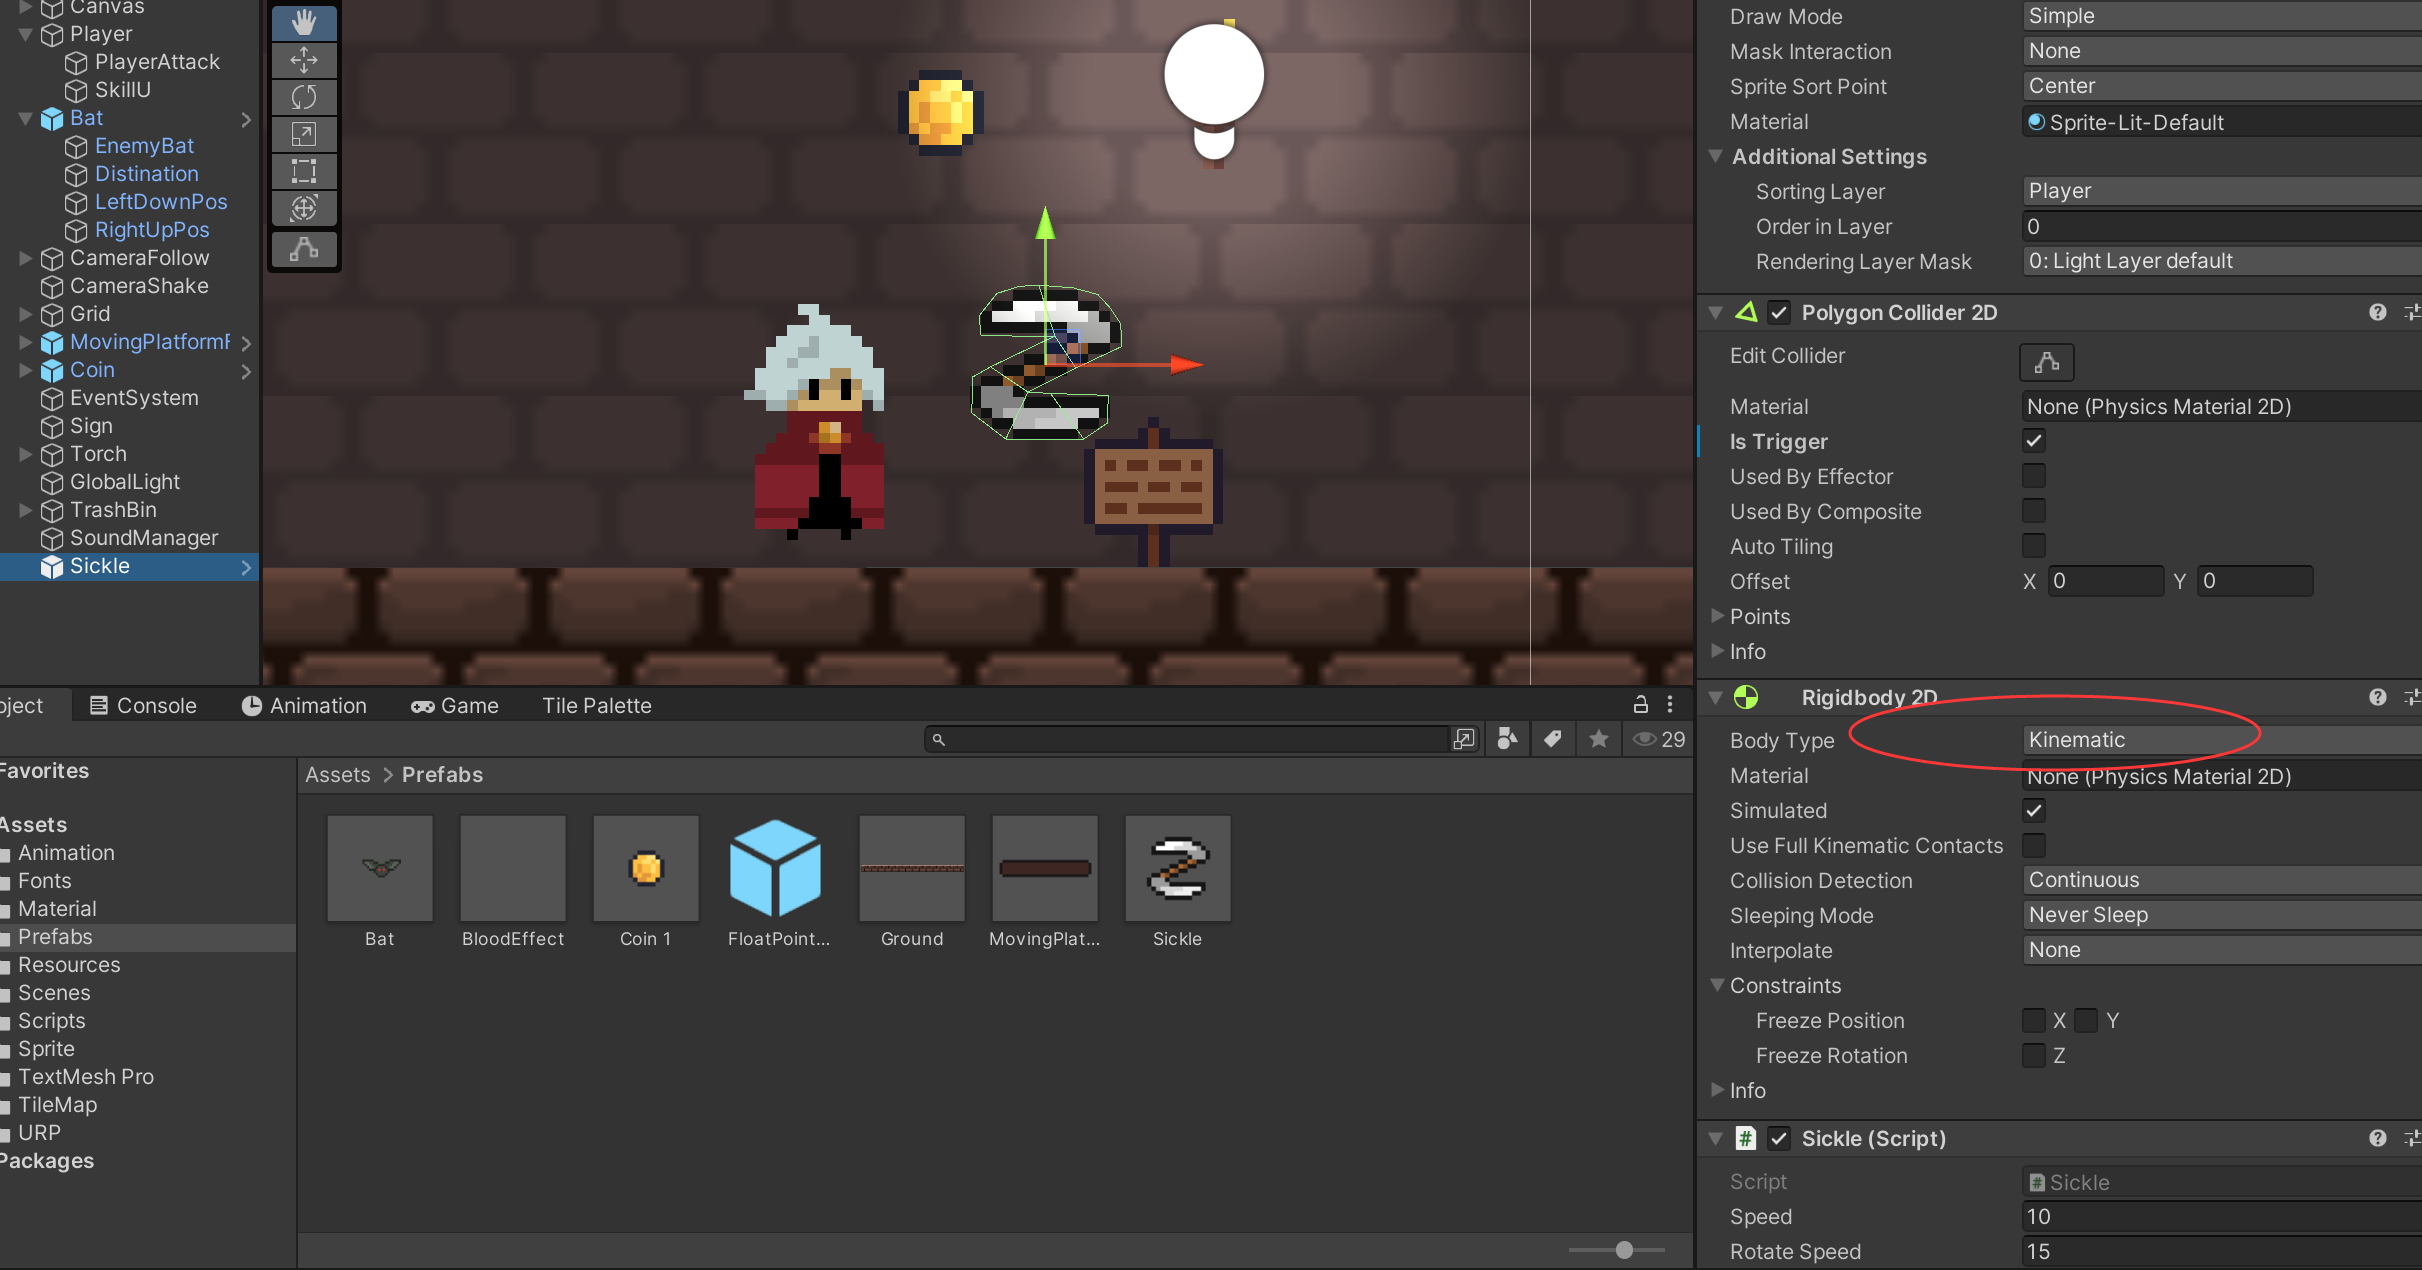 Canvas
Player
PlayerAttack
SkillU
Bat
EnemyBat
Distination
LeftDownPos
RightUpPos
CameraFollow
CameraShake
Grid
MovingPlatformF
Coin
EventSystem
Sign
Torch
GlobalLight
TrashBin
SoundManager
Sickle
Draw Mode Simple
Mask Interaction None
Sprite Sort Point Center
Material Sprite-Lit-Default
Additional Settings
Sorting Layer Player
Order in Layer 0
Rendering Layer Mask 0: Light Layer default
Polygon Collider 2D
Edit Collider
Material None (Physics Material 2D)
Is Trigger
Used By Effector
Used By Composite
Auto Tiling
Offset X 0 Y 0
Points
Info
Rigidbody 2D
Body Type Kinematic
Material None (Physics Material 2D)
Simulated
Use Full Kinematic Contacts
Collision Detection Continuous
Sleeping Mode Never Sleep
Interpolate None
Constraints
Freeze Position X Y
Freeze Rotation Z
Info
# Sickle (Script)
Script # Sickle
Speed 10
Rotate Speed 15
oject Console Animation Game Tile Palette
29
Favorites
Assets
Animation
Fonts
Material
Prefabs
Resources
Scenes
Scripts
Sprite
TextMesh Pro
TileMap
URP
Packages
Assets > Prefabs
Bat BloodEffect Coin 1 FloatPoint... Ground MovingPlat... Sickle